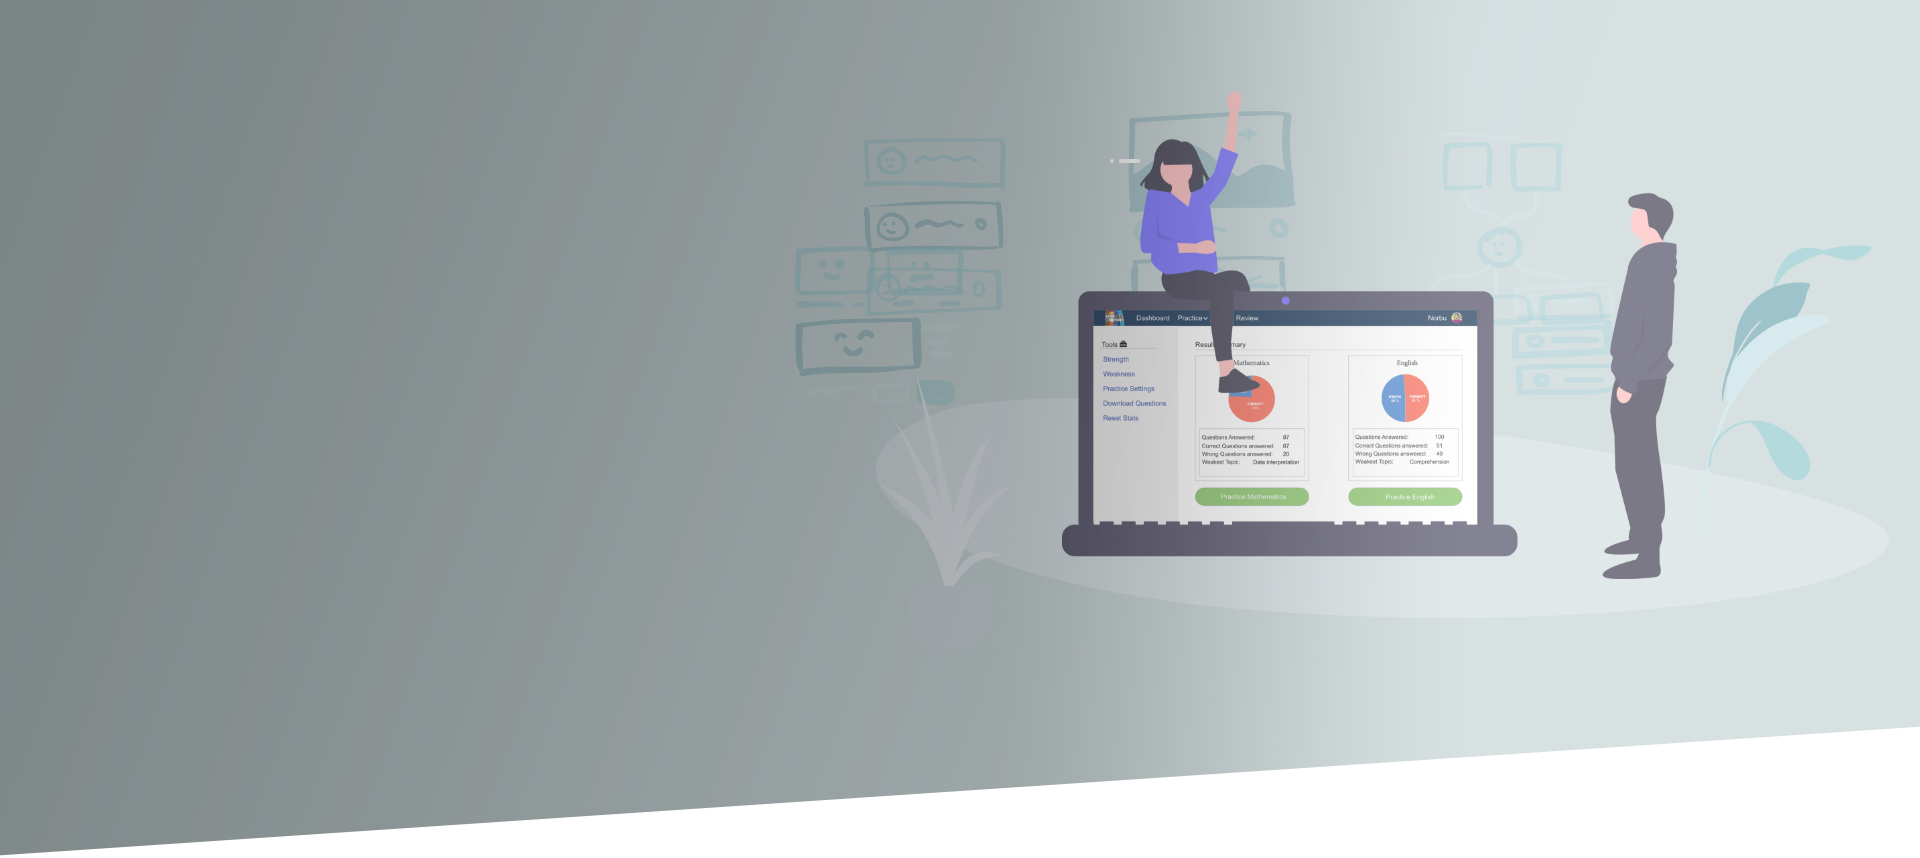 Dashboard Practice Review Norbu
Tools
Strength
Weakness
Practice Settings
Download Questions
Reset Stats
Mathematics
Questions Answered: 87
Correct Questions answered: 67
Wrong Questions answered: 20
Weakest Topic: Data interpretation
Practice Mathematics
English
Questions Answered: 100
Correct Questions answered: 51
Wrong Questions answered: 49
Weakest Topic: Comprehension
Practice English